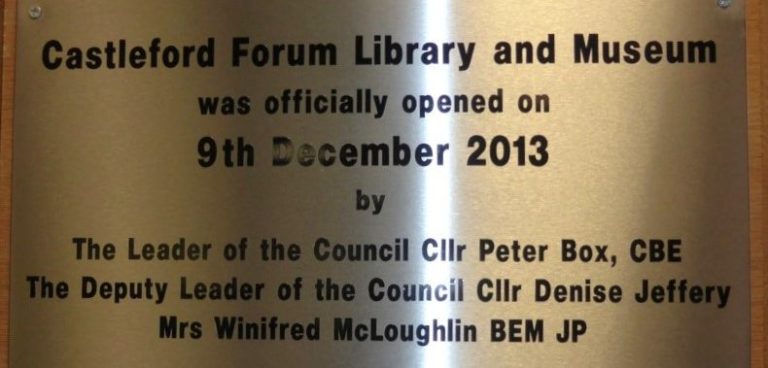 Castleford Forum Library and Museum
was officially opened on
9th December 2013
by
The Leader of the Council Cllr Peter Box, CBE
The Deputy Leader of the Council Cllr Denise Jeffery
Mrs Winifred McLoughlin BEM JP